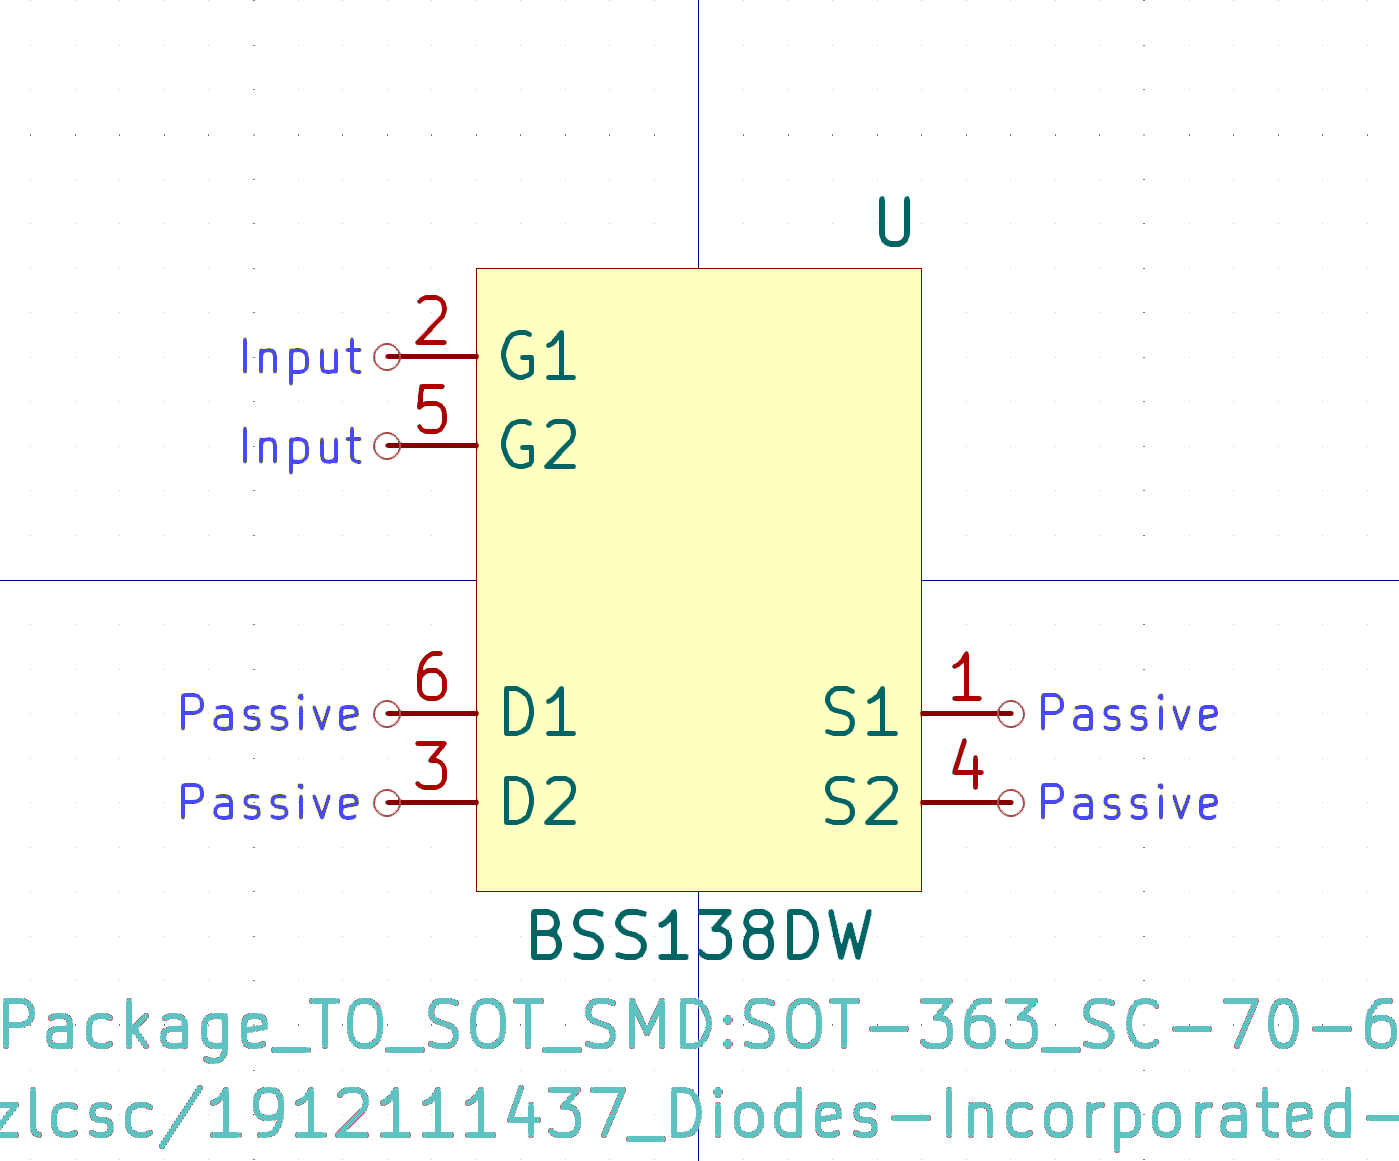 U
2
Input G1
5
Input G2
6 1
Passive D1 S1 Passive
3 4
Passive D2 S2 Passive
BSS138DW
Package_TO_SOT_SMD:SOT-363_SC-70-6
zlcsc/1912111437_Diodes-Incorporated-